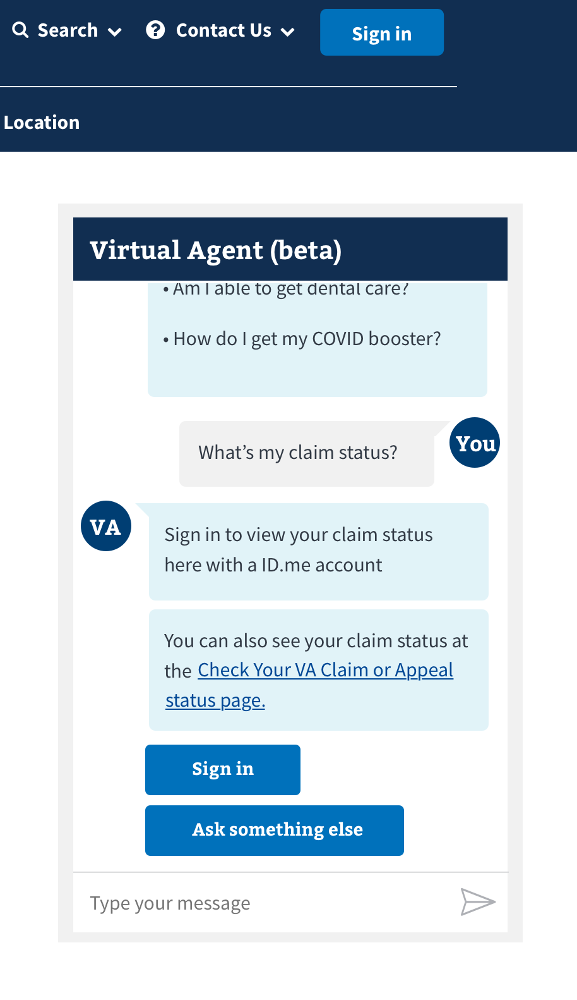 Search Contact Us Sign in
Location
Virtual Agent (beta)
• Am I able to get dental care?
• How do I get my COVID booster?
What’s my claim status?
You
VA
Sign in to view your claim status
here with a ID.me account
You can also see your claim status at
the Check Your VA Claim or Appeal
status page.
Sign in
Ask something else
Type your message